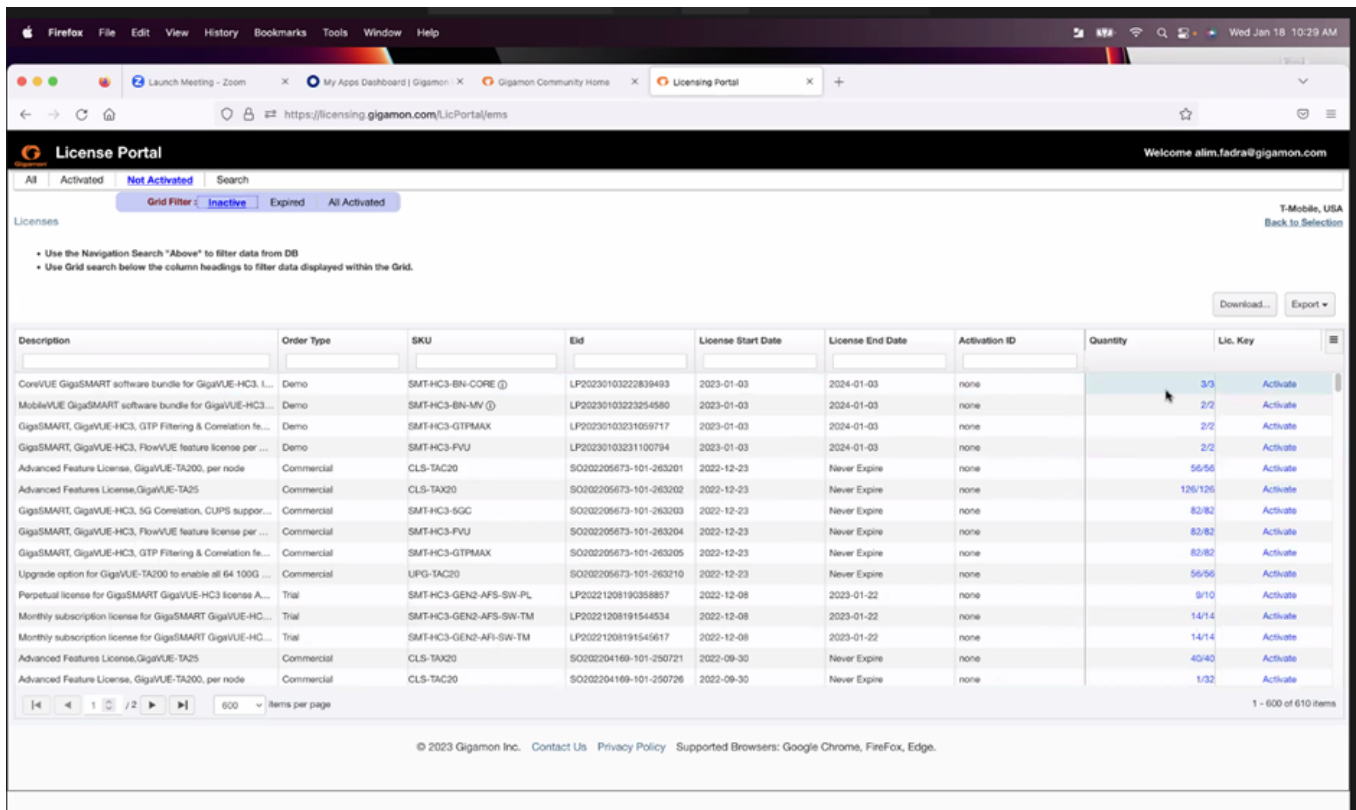 Firefox File Edit View History Bookmarks Tools Window Help Wed Jan 18 10:29 AM
Launch Meeting - Zoom My Apps Dashboard | Gigamon Gigamon Community Home Licensing Portal
https://licensing.gigamon.com/LicPortal/ems
Gigamon License Portal Welcome alim.fadra@gigamon.com
All Activated Not Activated Search
Grid Filter : Inactive Expired All Activated
T-Mobile, USA
Licenses Back to Selection
• Use the Navigation Search "Above" to filter data from DB
• Use Grid search below the column headings to filter data displayed within the Grid.
Download... Export
Description Order Type SKU Eid License Start Date License End Date Activation ID Quantity Lic. Key
CoreVUE GigaSMART software bundle for GigaVUE-HC3. I... Demo SMT-HC3-BN-CORE LP20230103222839493 2023-01-03 2024-01-03 none 3/3 Activate
MobileVUE GigaSMART software bundle for GigaVUE-HC3... Demo SMT-HC3-BN-MV LP20230103223254580 2023-01-03 2024-01-03 none 2/2 Activate
GigaSMART, GigaVUE-HC3, GTP Filtering & Correlation fe... Demo SMT-HC3-GTPMAX LP20230103231059717 2023-01-03 2024-01-03 none 2/2 Activate
GigaSMART, GigaVUE-HC3, FlowVUE feature license per ... Demo SMT-HC3-FVU LP20230103231100794 2023-01-03 2024-01-03 none 2/2 Activate
Advanced Feature License, GigaVUE-TA200, per node Commercial CLS-TAC20 SO202205673-101-263201 2022-12-23 Never Expire none 56/56 Activate
Advanced Features License,GigaVUE-TA25 Commercial CLS-TAX20 SO202205673-101-263202 2022-12-23 Never Expire none 126/126 Activate
GigaSMART, GigaVUE-HC3, 5G Correlation, CUPS suppor... Commercial SMT-HC3-5GC SO202205673-101-263203 2022-12-23 Never Expire none 82/82 Activate
GigaSMART, GigaVUE-HC3, FlowVUE feature license per ... Commercial SMT-HC3-FVU SO202205673-101-263204 2022-12-23 Never Expire none 82/82 Activate
GigaSMART, GigaVUE-HC3, GTP Filtering & Correlation fe... Commercial SMT-HC3-GTPMAX SO202205673-101-263205 2022-12-23 Never Expire none 82/82 Activate
Upgrade option for GigaVUE-TA200 to enable all 64 100G ... Commercial UPG-TAC20 SO202205673-101-263210 2022-12-23 Never Expire none 56/56 Activate
Perpetual license for GigaSMART GigaVUE-HC3 license A... Trial SMT-HC3-GEN2-AFS-SW-PL LP20221208190358857 2022-12-08 2023-01-22 none 9/10 Activate
Monthly subscription license for GigaSMART GigaVUE-HC... Trial SMT-HC3-GEN2-AFS-SW-TM LP20221208191544534 2022-12-08 2023-01-22 none 14/14 Activate
Monthly subscription license for GigaSMART GigaVUE-HC... Trial SMT-HC3-GEN2-AFI-SW-TM LP20221208191545617 2022-12-08 2023-01-22 none 14/14 Activate
Advanced Features License,GigaVUE-TA25 Commercial CLS-TAX20 SO202204169-101-250721 2022-09-30 Never Expire none 40/40 Activate
Advanced Feature License, GigaVUE-TA200, per node Commercial CLS-TAC20 SO202204169-101-250726 2022-09-30 Never Expire none 1/32 Activate
1 / 2 600 items per page 1 - 600 of 610 items
© 2023 Gigamon Inc. Contact Us Privacy Policy Supported Browsers: Google Chrome, FireFox, Edge.